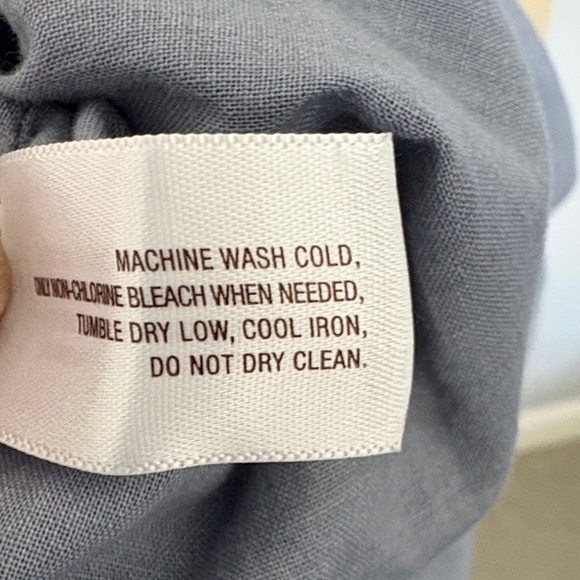 MACHINE WASH COLD,
ONLY NON-CHLORINE BLEACH WHEN NEEDED,
TUMBLE DRY LOW, COOL IRON,
DO NOT DRY CLEAN.